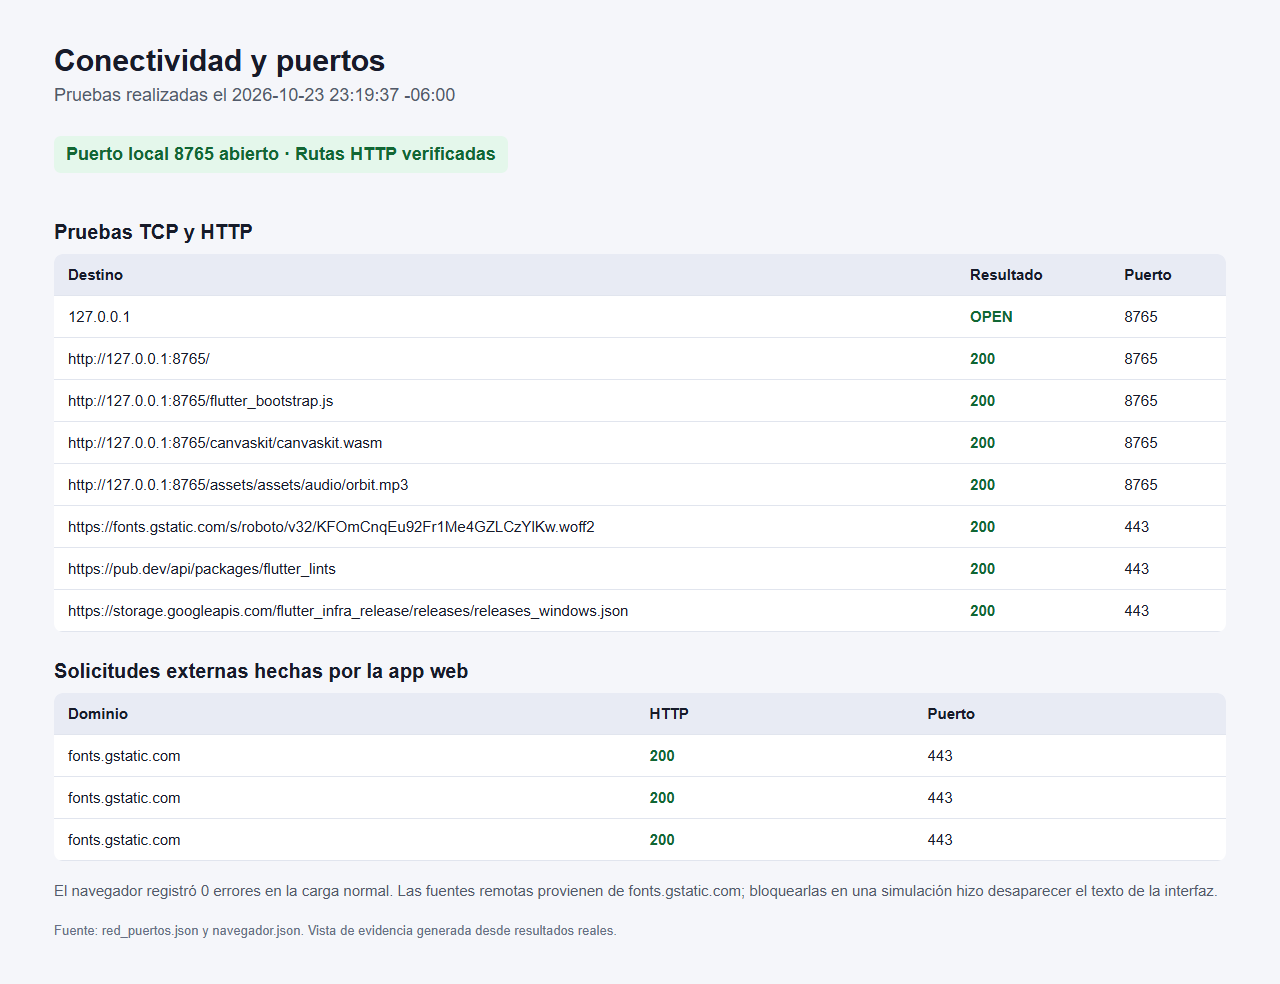 Conectividad y puertos
Pruebas realizadas el 2026-10-23 23:19:37 -06:00
Puerto local 8765 abierto · Rutas HTTP verificadas
Pruebas TCP y HTTP
Destino Resultado Puerto
127.0.0.1 OPEN 8765
http://127.0.0.1:8765/ 200 8765
http://127.0.0.1:8765/flutter_bootstrap.js 200 8765
http://127.0.0.1:8765/canvaskit/canvaskit.wasm 200 8765
http://127.0.0.1:8765/assets/assets/audio/orbit.mp3 200 8765
https://fonts.gstatic.com/s/roboto/v32/KFOmCnqEu92Fr1Me4GZLCzYlKw.woff2 200 443
https://pub.dev/api/packages/flutter_lints 200 443
https://storage.googleapis.com/flutter_infra_release/releases/releases_windows.json 200 443
Solicitudes externas hechas por la app web
Dominio HTTP Puerto
fonts.gstatic.com 200 443
fonts.gstatic.com 200 443
fonts.gstatic.com 200 443
El navegador registró 0 errores en la carga normal. Las fuentes remotas provienen de fonts.gstatic.com; bloquearlas en una simulación hizo desaparecer el texto de la interfaz.
Fuente: red_puertos.json y navegador.json. Vista de evidencia generada desde resultados reales.